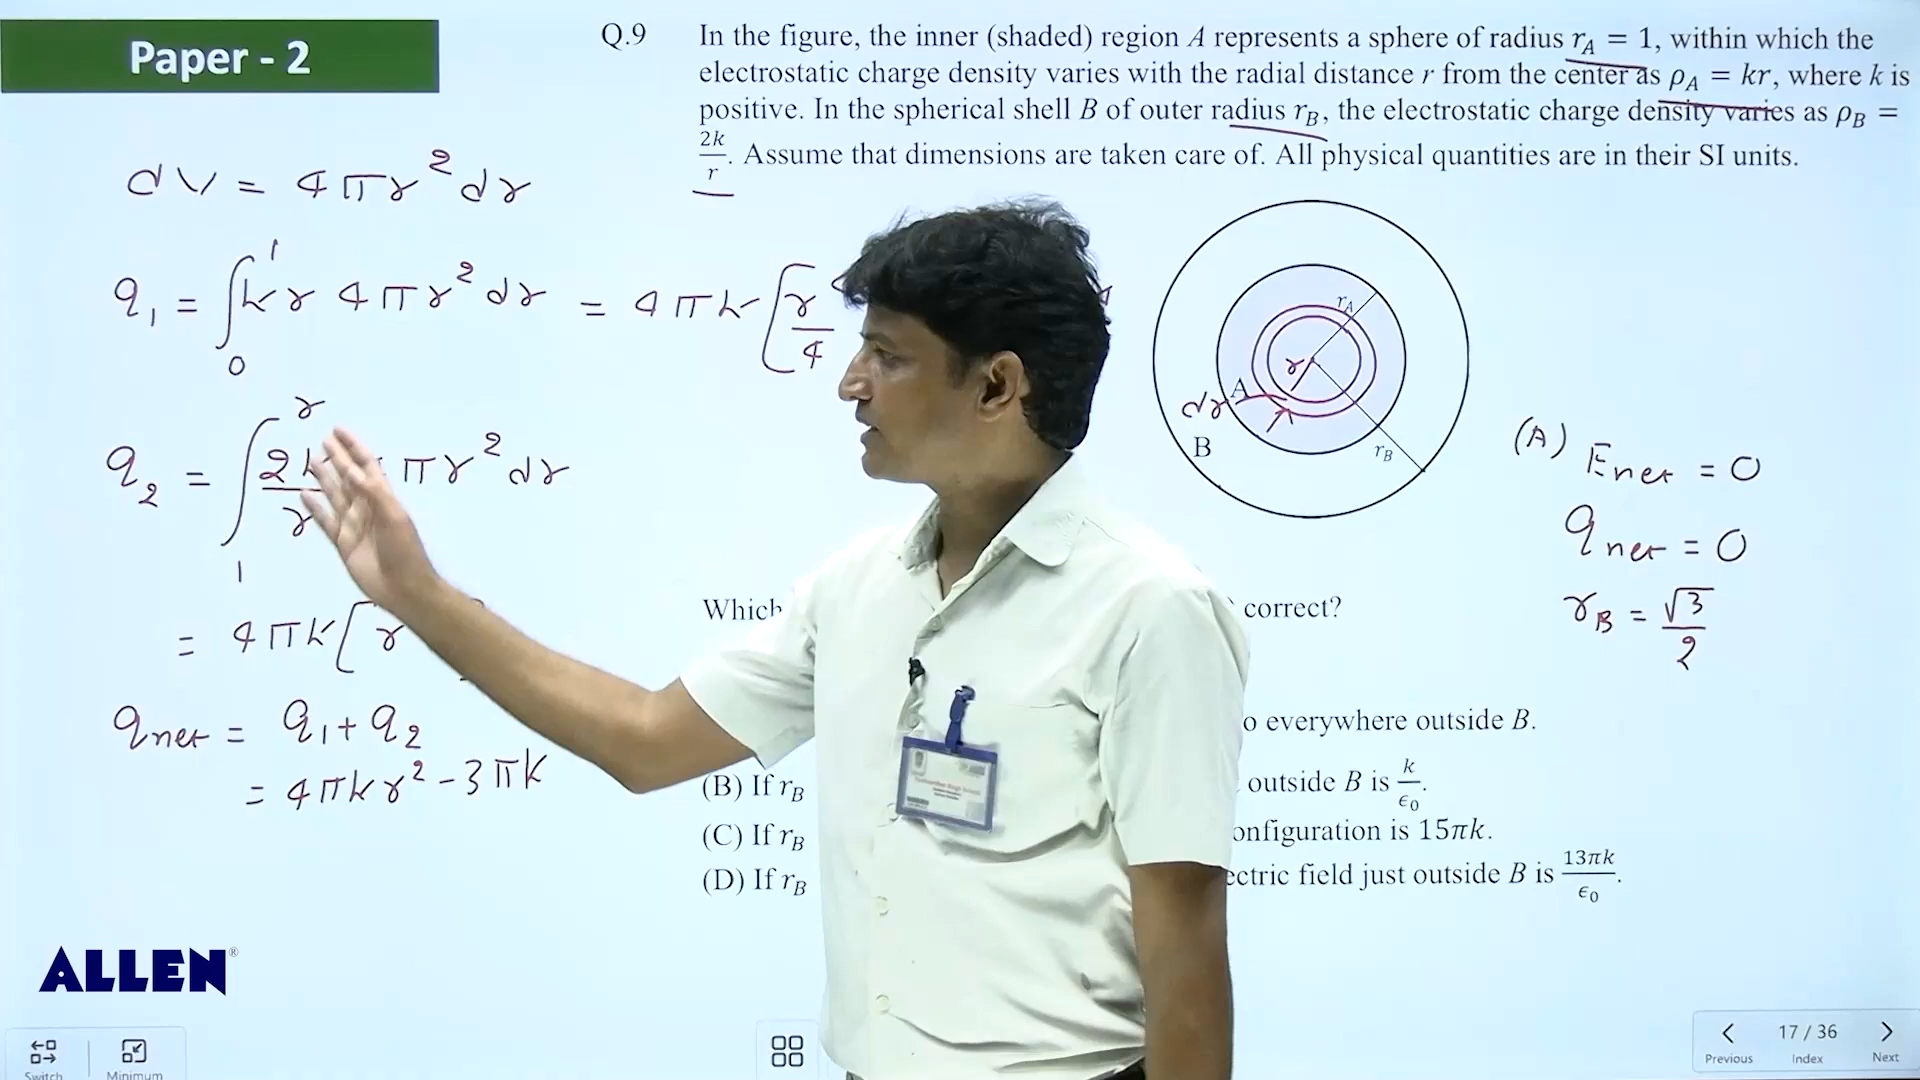 Paper - 2
Q.9 In the figure, the inner (shaded) region A represents a sphere of radius r_A = 1, within which the
electrostatic charge density varies with the radial distance r from the center as ρ_A = kr, where k is
positive. In the spherical shell B of outer radius r_B, the electrostatic charge density varies as ρ_B =
2k/r. Assume that dimensions are taken care of. All physical quantities are in their SI units.
dV = 4πr²dr
q₁ = ∫₀¹ kr 4πr²dr = 4πk[r⁴/4
q₂ = ∫₁ʳ 2k/r πr²dr
= 4πk[r
q_net = q₁ + q₂
= 4πkr² - 3πk
r_A
r
A
dr
B
r_B
(A) E_net = 0
q_net = 0
r_B = √3/2
Which correct?
everywhere outside B.
(B) If r_B outside B is k/ϵ₀.
(C) If r_B configuration is 15πk.
(D) If r_B electric field just outside B is 13πk/ϵ₀.
ALLEN®
Switch
Minimum
17 / 36
Previous Index Next